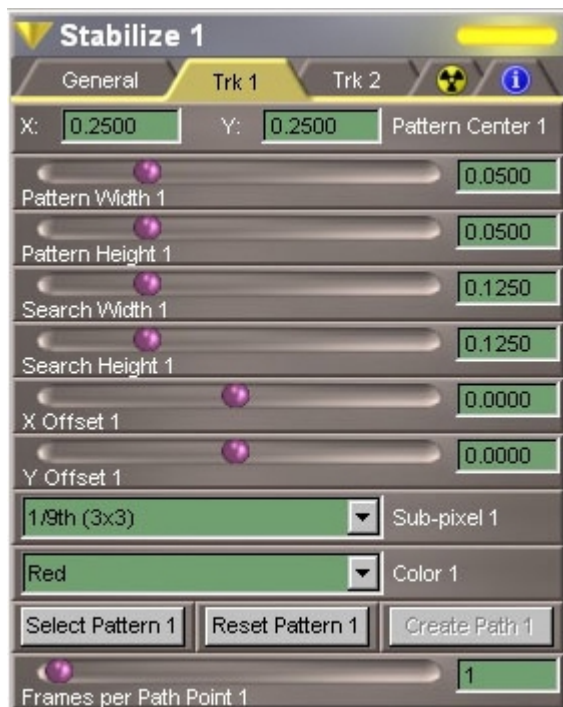 Stabilize 1
General Trk 1 Trk 2 i
X: 0.2500 Y: 0.2500 Pattern Center 1
0.0500
Pattern Width 1
0.0500
Pattern Height 1
0.1250
Search Width 1
0.1250
Search Height 1
0.0000
X Offset 1
0.0000
Y Offset 1
1/9th (3x3) Sub-pixel 1
Red Color 1
Select Pattern 1 Reset Pattern 1 Create Path 1
1
Frames per Path Point 1